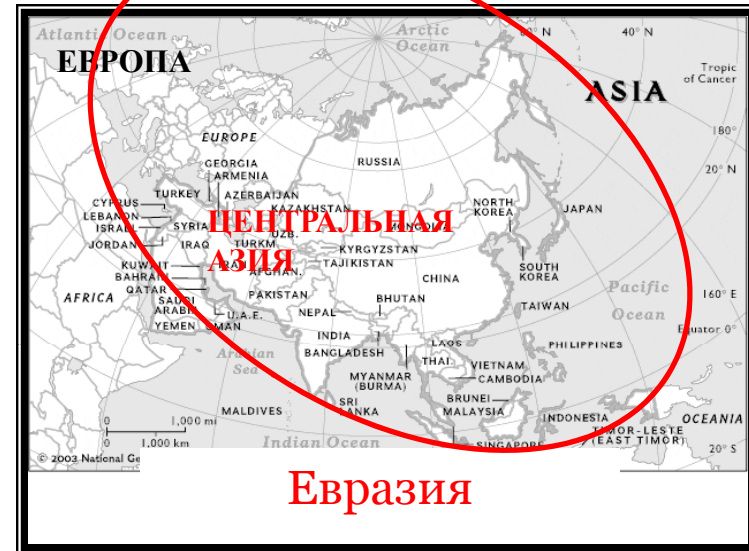 Atlantic Ocean
Arctic
Ocean
40° N
ЕВРОПА
Tropic
of Cancer
ASIA
EUROPE
180°
GEORGIA
ARMENIA
RUSSIA
20° N
TURKEY
AZERBAIJAN
CYPRUS
KAZAKHSTAN
LEBANON
NORTH
KOREA
JAPAN
ISRAEL
SYRIA
ЦЕНТРАЛЬНАЯ
АЗИЯ
MONGOLIA
UZB.
JORDAN
IRAQ
TURKM.
KYRGYZSTAN
TAJIKISTAN
KUWAIT
IRAN
AFGHAN.
BAHRAIN
CHINA
SOUTH
KOREA
QATAR
Pacific
Ocean
AFRICA
SAUDI
ARABIA
PAKISTAN
BHUTAN
160° E
U.A.E.
NEPAL
TAIWAN
YEMEN
OMAN
INDIA
Equator 0°
Arabian
Sea
BANGLADESH
LAOS
PHILIPPINES
THAI.
VIETNAM
MYANMAR
(BURMA)
CAMBODIA
SRI
LANKA
BRUNEI
MALAYSIA
MALDIVES
INDONESIA
OCEANIA
0 1,000 mi
0 1,000 km
TIMOR-LESTE
(EAST TIMOR)
Indian Ocean
SINGAPORE
20° S
© 2003 National Ge
Евразия